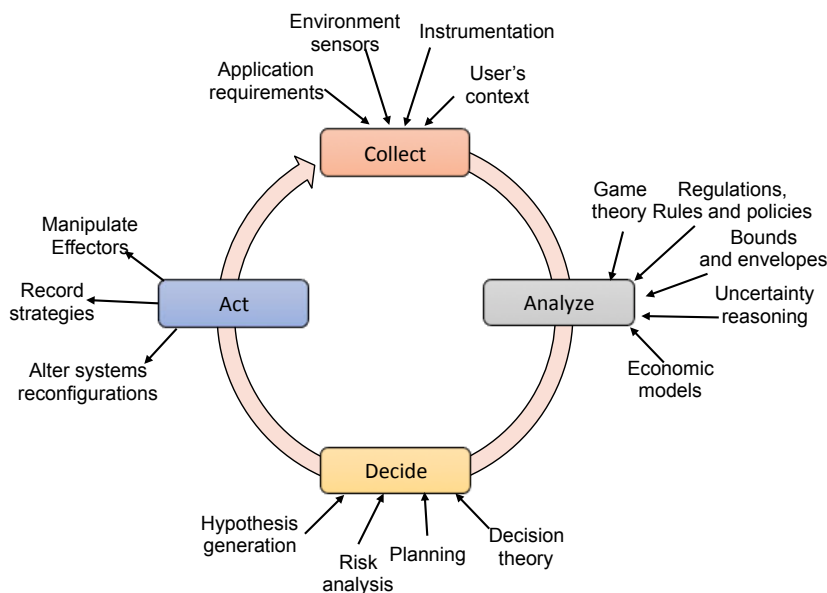 Environment
sensors
Instrumentation
Application
requirements
User's
context
Collect
Game
theory
Regulations,
Rules and policies
Bounds
and envelopes
Uncertainty
reasoning
Economic
models
Analyze
Manipulate
Effectors
Record
strategies
Alter systems
reconfigurations
Act
Decide
Hypothesis
generation
Risk
analysis
Planning
Decision
theory